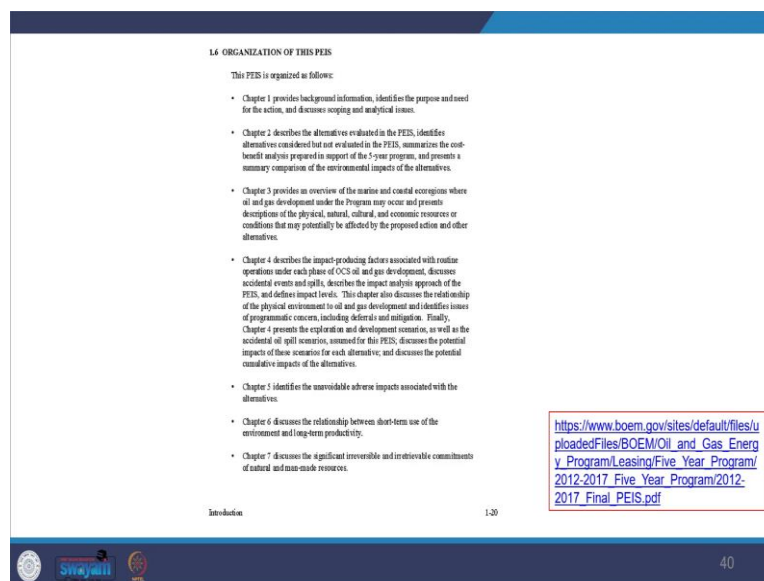 1.6 ORGANIZATION OF THIS PEIS
This PEIS is organized as follows:
• Chapter 1 provides background information, identifies the purpose and need
for the action, and discusses scoping and analytical issues.
• Chapter 2 describes the alternatives evaluated in the PEIS, identifies
alternatives considered but not evaluated in the PEIS, summarizes the cost-
benefit analysis prepared in support of the 5-year program, and presents a
summary comparison of the environmental impacts of the alternatives.
• Chapter 3 provides an overview of the marine and coastal ecoregions where
oil and gas development under the Program may occur and presents
descriptions of the physical, natural, cultural, and economic resources or
conditions that may potentially be affected by the proposed action and other
alternatives.
• Chapter 4 describes the impact-producing factors associated with routine
operations under each phase of OCS oil and gas development, discusses
accidental events and spills, describes the impact analysis approach of the
PEIS, and defines impact levels. This chapter also discusses the relationship
of the physical environment to oil and gas development and identifies issues
of programmatic concern, including deferrals and mitigation. Finally,
Chapter 4 presents the exploration and development scenarios, as well as the
accidental oil spill scenarios, assumed for this PEIS; discusses the potential
impacts of these scenarios for each alternative; and discusses the potential
cumulative impacts of the alternatives.
• Chapter 5 identifies the unavoidable adverse impacts associated with the
alternatives.
• Chapter 6 discusses the relationship between short-term use of the
environment and long-term productivity.
• Chapter 7 discusses the significant irreversible and irretrievable commitments
of natural and man-made resources.
https://www.boem.gov/sites/default/files/u
ploadedFiles/BOEM/Oil_and_Gas_Energ
y_Program/Leasing/Five_Year_Program/
2012-2017_Five_Year_Program/2012-
2017_Final_PEIS.pdf
Introduction 1-20
swayam
40